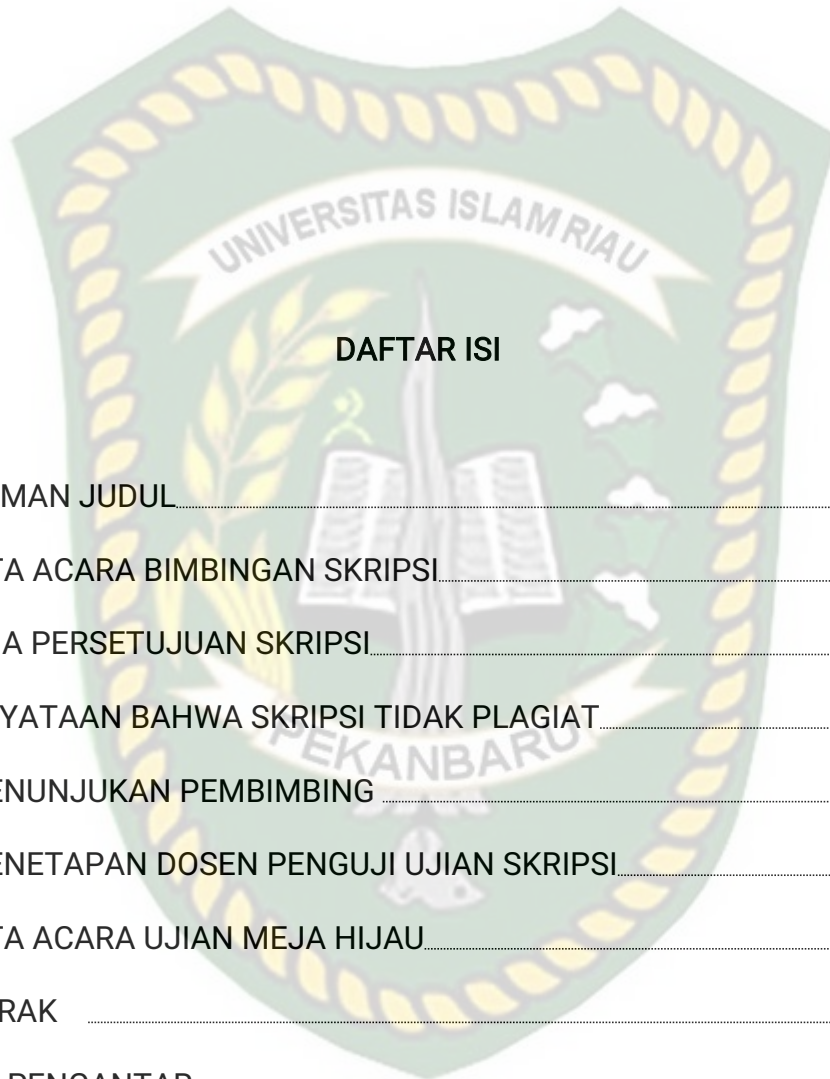 UNIVERSITAS ISLAM RIAU
DAFTAR ISI
MAN JUDUL
TA ACARA BIMBINGAN SKRIPSI
A PERSETUJUAN SKRIPSI
YATAAN BAHWA SKRIPSI TIDAK PLAGIAT
PEKANBARU
ENUNJUKAN PEMBIMBING
ENETAPAN DOSEN PENGUJI UJIAN SKRIPSI
TA ACARA UJIAN MEJA HIJAU
RAK
PENGANTAR